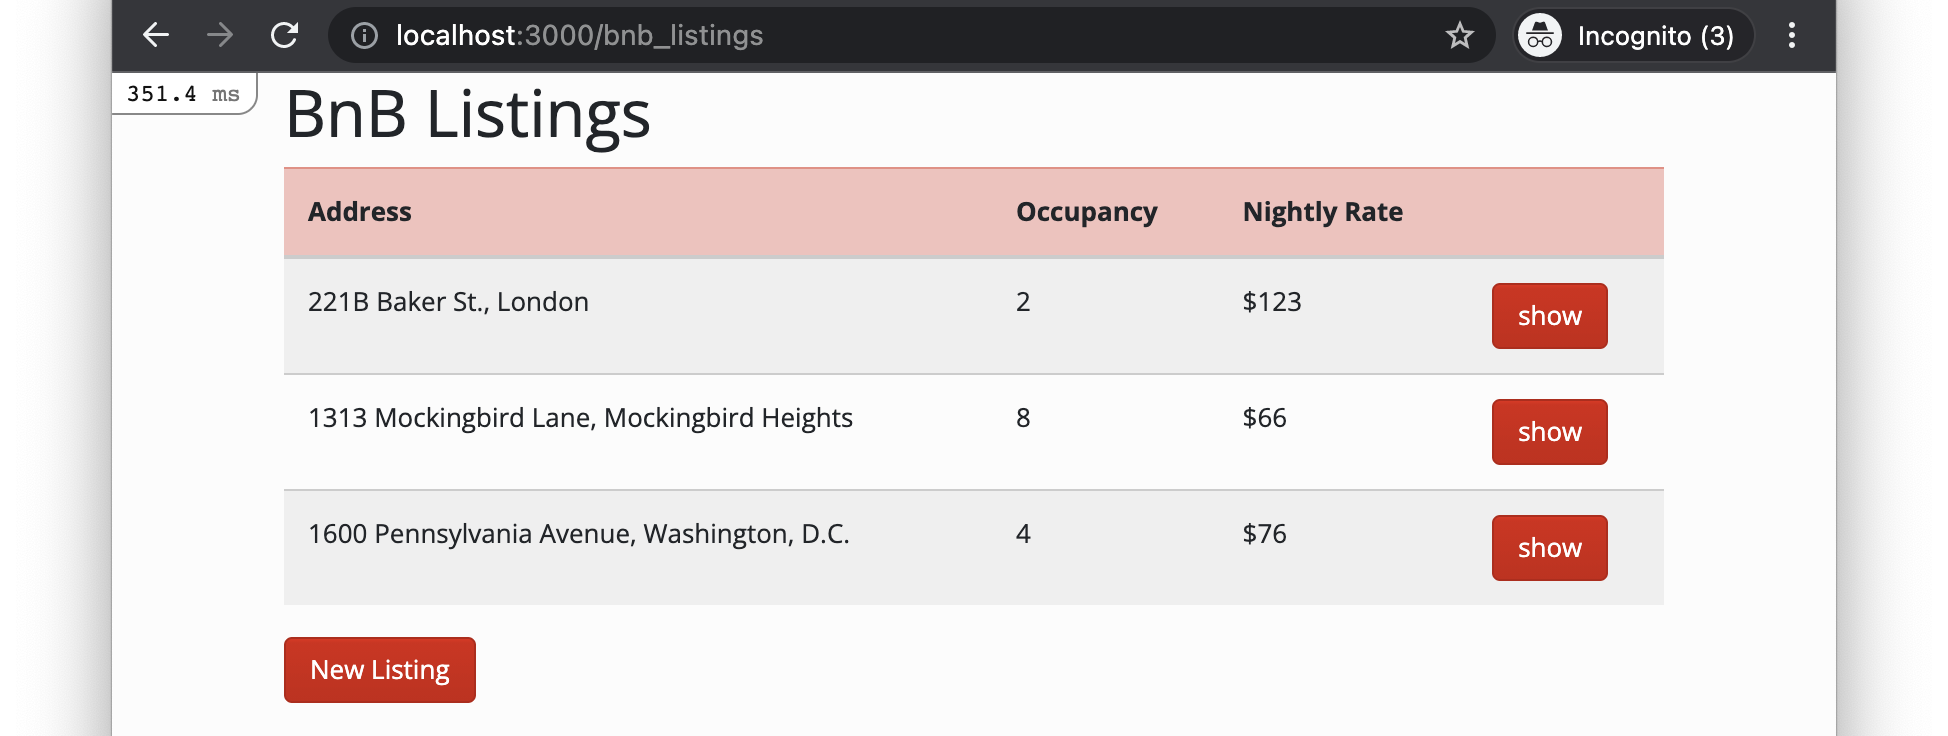 localhost:3000/bnb_listings Incognito (3)
351.4 ms
BnB Listings
Address Occupancy Nightly Rate
221B Baker St., London 2 $123 show
1313 Mockingbird Lane, Mockingbird Heights 8 $66 show
1600 Pennsylvania Avenue, Washington, D.C. 4 $76 show
New Listing